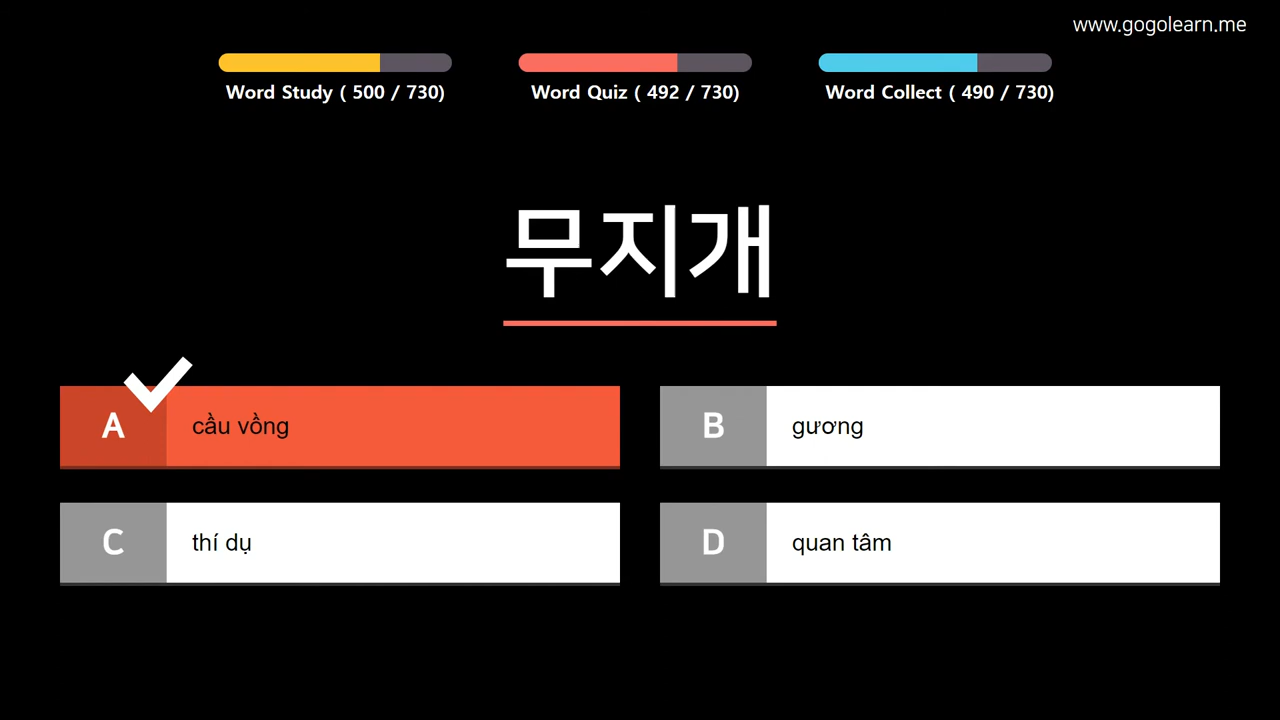 www.gogolearn.me
Word Study ( 500 / 730)
Word Quiz ( 492 / 730)
Word Collect ( 490 / 730)
무지개
A cầu vồng
B gương
C thí dụ
D quan tâm